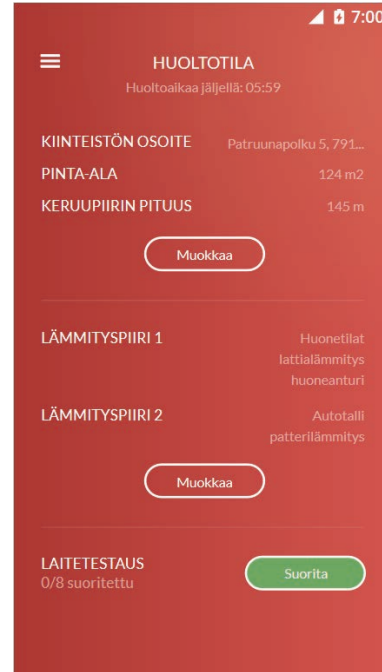 7:00
HUOLTOTILA
Huoltoaikaa jäljellä: 05:59
KIINTEISTÖN OSOITE Patruunapolku 5, 791...
PINTA-ALA 124 m2
KERUUPIIRIN PITUUS 145 m
Muokkaa
LÄMMITYSPIIRI 1 Huonetilat
lattialämmitys
huoneanturi
LÄMMITYSPIIRI 2 Autotalli
patterilämmitys
Muokkaa
LAITETESTAUS
0/8 suoritettu
Suorita